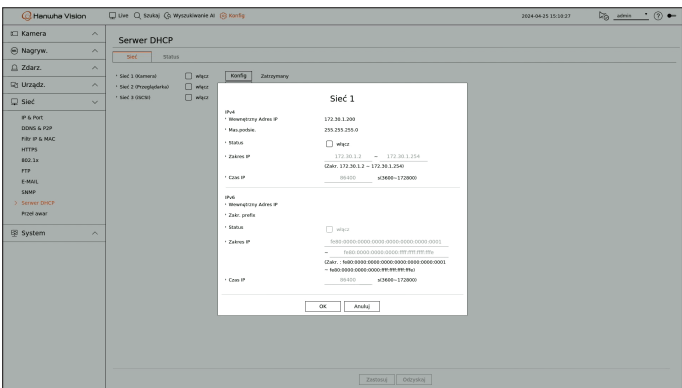 Hanwha Vision
Live Szukaj Wyszukiwanie AI Konfig
2024-04-25 15:10:27 admin
Kamera
Nagryw.
Zdarz.
Urządz.
Sieć
IP & Port
DDNS & P2P
Filtr IP & MAC
HTTPS
802.1x
FTP
E-MAIL
SNMP
> Serwer DHCP
Przeł awar
System
Serwer DHCP
Sieć Status
Sieć 1 (Kamera) włącz Konfig Zatrzymany
Sieć 2 (Przeglądarka) włącz
Sieć 3 (iSCSI) włącz
Sieć 1
IPv4
Wewnętrzny Adres IP 172.30.1.200
Mas.podsie. 255.255.255.0
Status włącz
Zakres IP 172.30.1.2 ~ 172.30.1.254
(Zakr. 172.30.1.2 ~ 172.30.1.254)
Czas IP 86400 s(3600~172800)
IPv6
Wewnętrzny Adres IP
Zakr. prefix
Status włącz
Zakres IP fe80:0000:0000:0000:0000:0000:0000:0001
~ fe80:0000:0000:0000:ffff:ffff:ffff:fffe
(Zakr. : fe80:0000:0000:0000:0000:0000:0000:0001
~ fe80:0000:0000:0000:ffff:ffff:ffff:fffe)
Czas IP 86400 s(3600~172800)
OK Anuluj
Zastosuj Odzyskaj